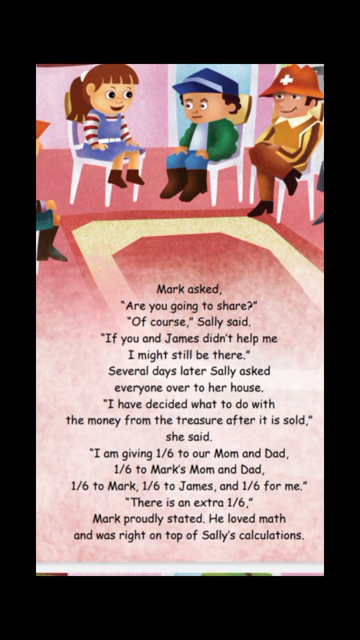 Mark asked,
"Are you going to share?"
"Of course," Sally said.
"If you and James didn't help me
I might still be there."
Several days later Sally asked
everyone over to her house.
"I have decided what to do with
the money from the treasure after it is sold,"
she said.
"I am giving 1/6 to our Mom and Dad,
1/6 to Mark's Mom and Dad,
1/6 to Mark, 1/6 to James, and 1/6 for me."
"There is an extra 1/6,"
Mark proudly stated. He loved math
and was right on top of Sally's calculations.